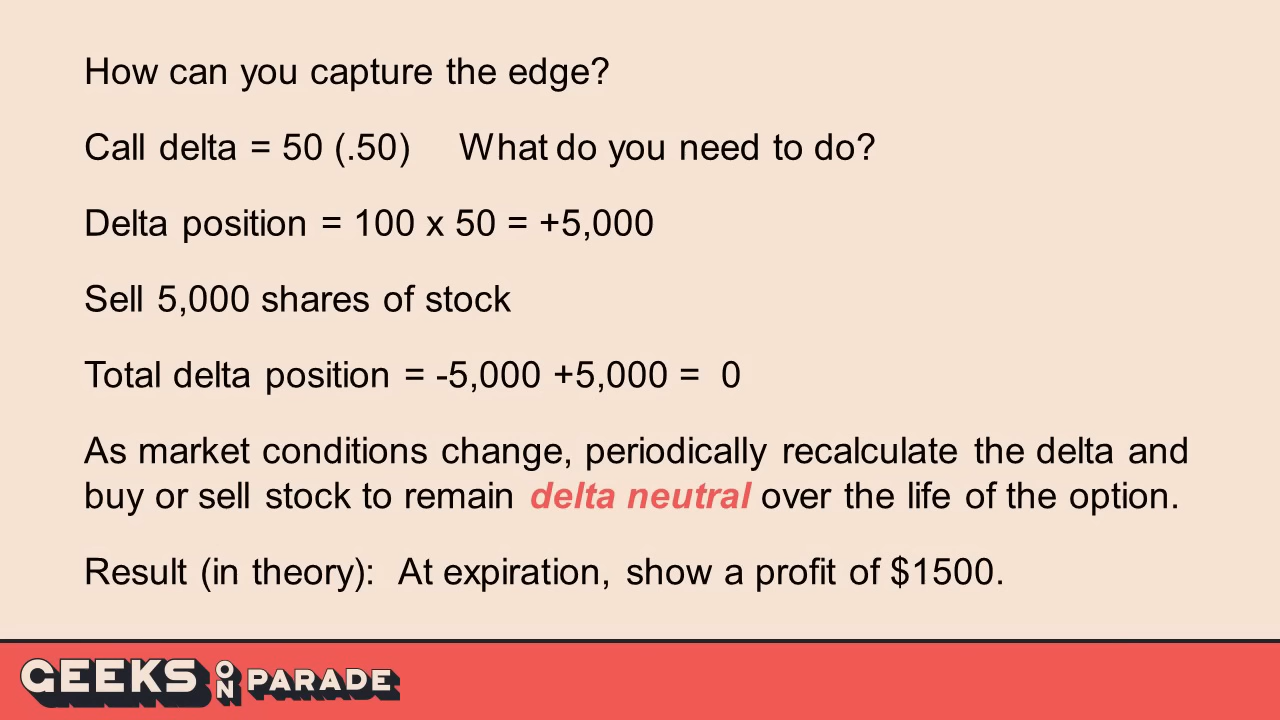 How can you capture the edge?
Call delta = 50 (.50) What do you need to do?
Delta position = 100 x 50 = +5,000
Sell 5,000 shares of stock
Total delta position = -5,000 +5,000 = 0
As market conditions change, periodically recalculate the delta and
buy or sell stock to remain delta neutral over the life of the option.
Result (in theory): At expiration, show a profit of $1500.
GEEKS ON PARADE